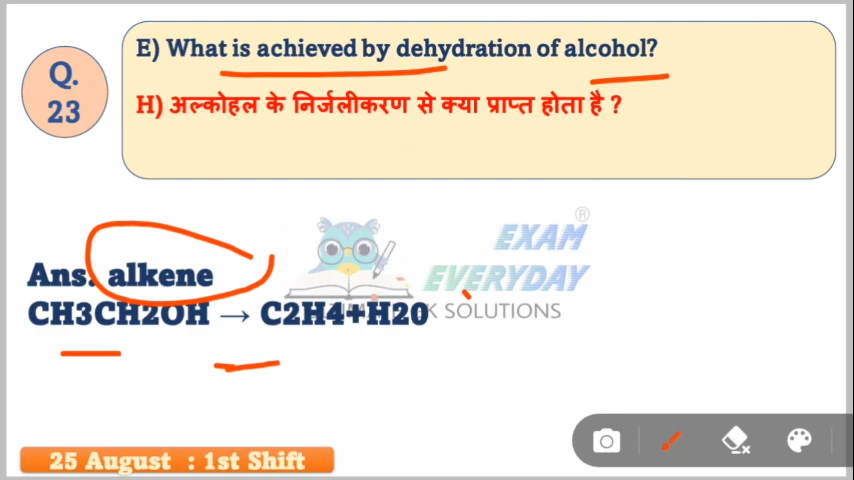 Q.
23
E) What is achieved by dehydration of alcohol?
H) अल्कोहल के निर्जलीकरण से क्या प्राप्त होता है ?
®
EXAM
EVERYDAY
Ans. alkene
CH3CH2OH → C2H4+H20
SOLUTIONS
25 August : 1st Shift